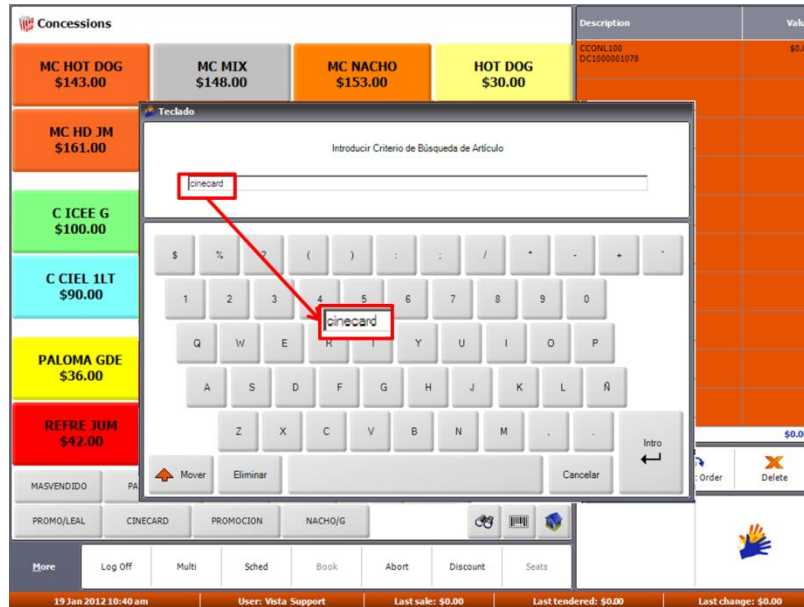 Concessions
Description Valu
MC HOT DOG
$143.00
MC MIX
$148.00
MC NACHO
$153.00
HOT DOG
$30.00
CCONL100 $0.
DC1000001078
Teclado
MC HD JM
$161.00
Introducir Criterio de Búsqueda de Artículo
cinecard
C ICEE G
$100.00
$ % ? ( ) : ; / * - + '
C CIEL 1LT
$90.00
1 2 3 4 5 6 7 8 9 0
cinecard
Q W E R T Y U I O P
PALOMA GDE
$36.00
A S D F G H J K L Ñ
REFRE JUM
$42.00
Z X C V B N M , .
Intro
$0.0
Mover Eliminar Cancelar
MASVENDIDO PA
Order Delete
PROMO/LEAL CINECARD PROMOCION NACHO/G
More Log Off Multi Sched Book Abort Discount Seats
19 Jan 2012 10:40 am User: Vista Support Last sale: $0.00 Last tendered: $0.00 Last change: $0.00